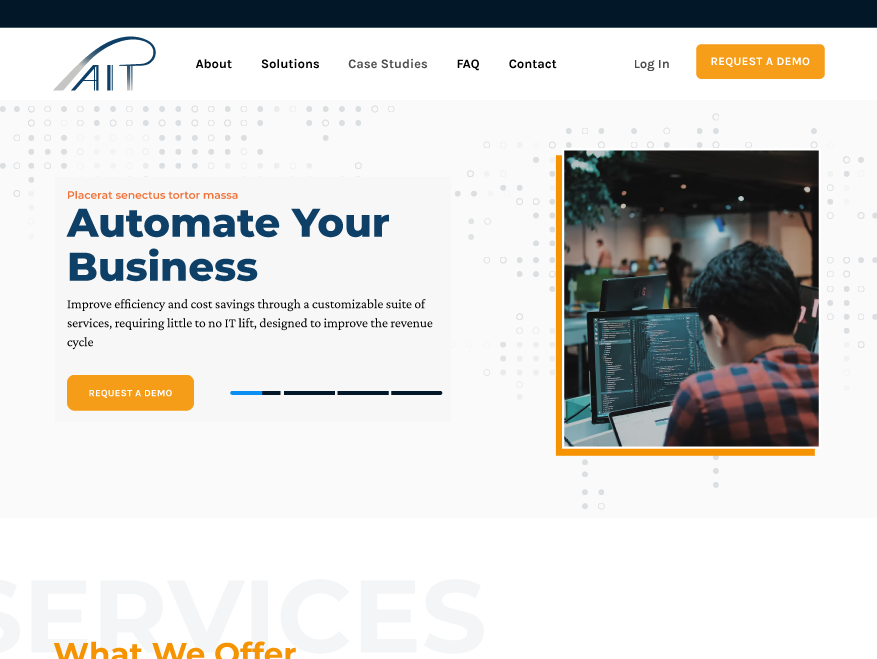 AIT
About
Solutions
Case Studies
FAQ
Contact
Log In
REQUEST A DEMO
Placerat senectus tortor massa
Automate Your
Business
Improve efficiency and cost savings through a customizable suite of
services, requiring little to no IT lift, designed to improve the revenue
cycle
REQUEST A DEMO
SERVICES
What We Offer